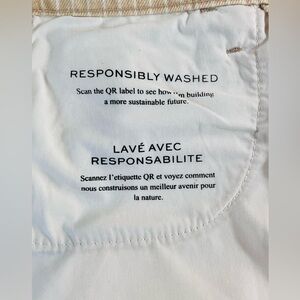 RESPONSIBLY WASHED
Scan the QR label to see how building
a more sustainable future.
LAVÉ AVEC
RESPONSABILITE
Scannez l'etiquette QR et voyez comment
nous construisons un meilleur avenir pour
la nature.